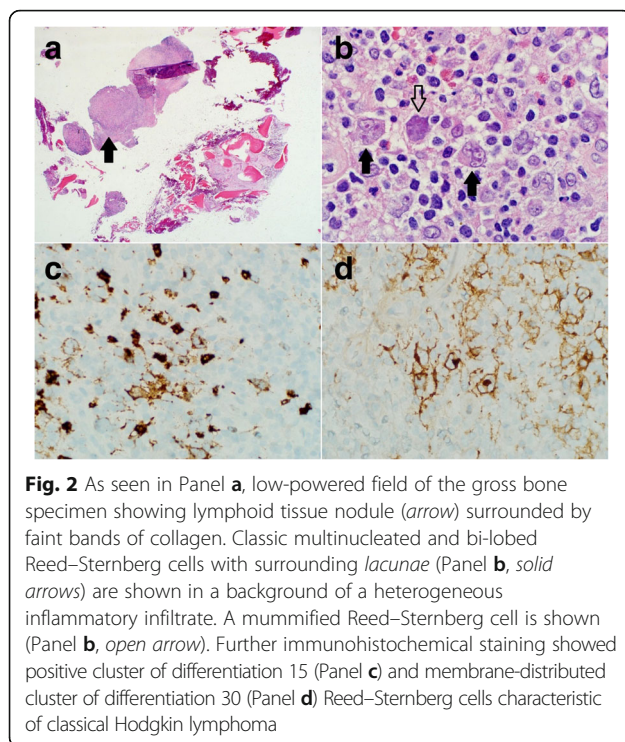 a
b
c
d
Fig. 2 As seen in Panel a, low-powered field of the gross bone
specimen showing lymphoid tissue nodule (arrow) surrounded by
faint bands of collagen. Classic multinucleated and bi-lobed
Reed–Sternberg cells with surrounding lacunae (Panel b, solid
arrows) are shown in a background of a heterogeneous
inflammatory infiltrate. A mummified Reed–Sternberg cell is shown
(Panel b, open arrow). Further immunohistochemical staining showed
positive cluster of differentiation 15 (Panel c) and membrane-distributed
cluster of differentiation 30 (Panel d) Reed–Sternberg cells characteristic
of classical Hodgkin lymphoma